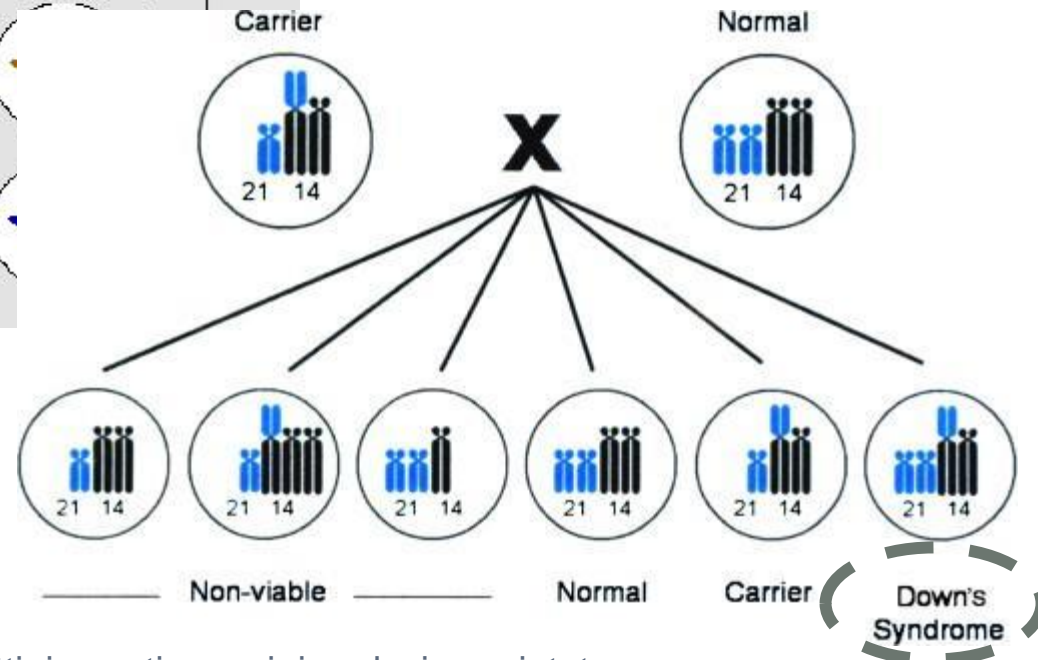 Carrier Normal
21 14 21 14
21 14 21 14 21 14 21 14 21 14 21 14
Non-viable Normal Carrier Down's
Syndrome